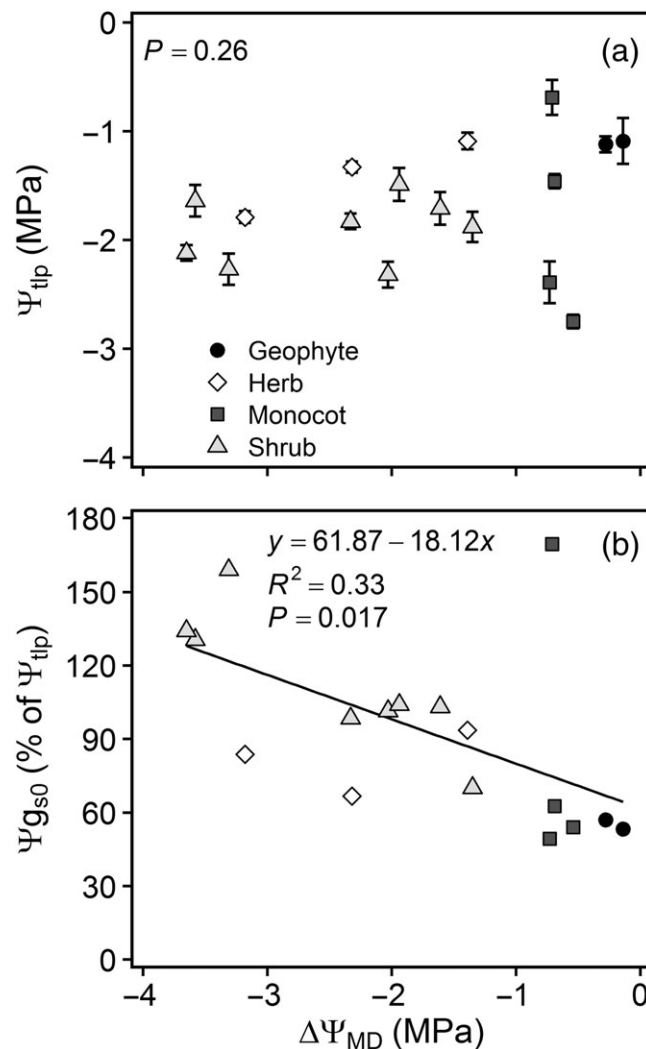 0
P = 0.26
(a)
−1
−2
−3
−4
Ψtlp (MPa)
Geophyte
Herb
Monocot
Shrub
180
150
120
90
60
30
0
y = 61.87 − 18.12x
(b)
R² = 0.33
P = 0.017
Ψgs0 (% of Ψtlp)
−4 −3 −2 −1 0
ΔΨMD (MPa)